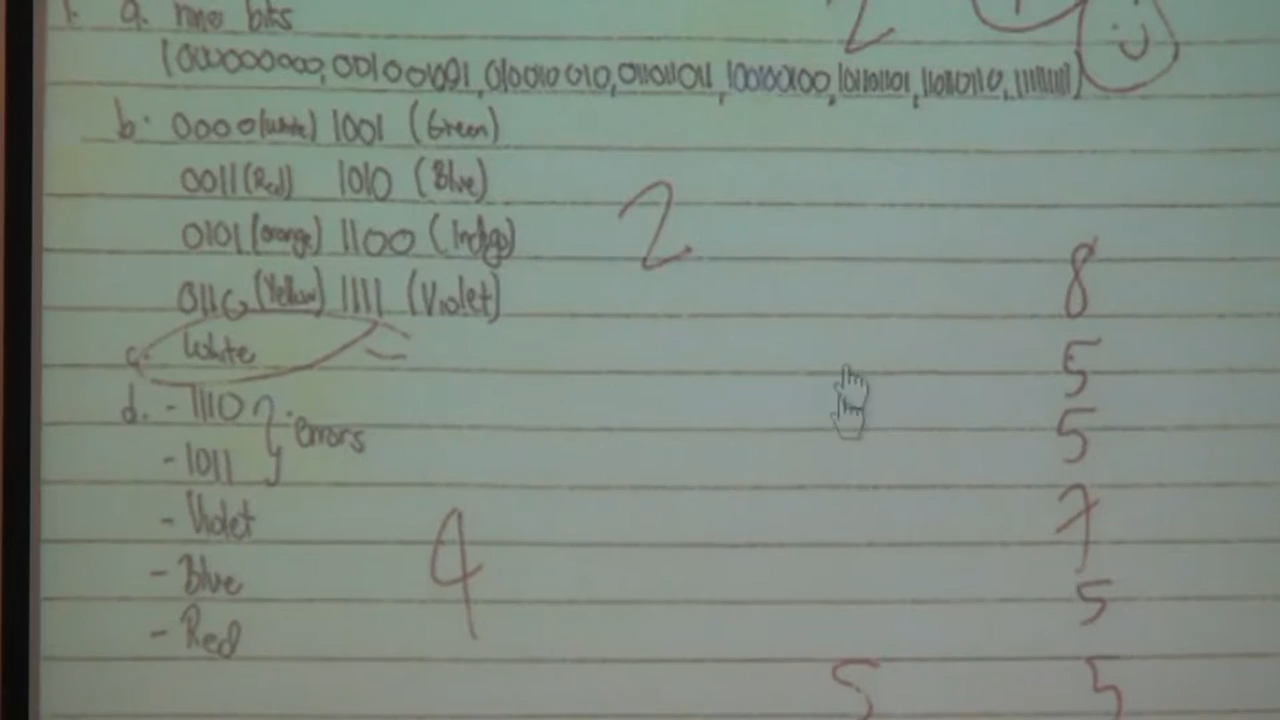 1. a. nine bits 2
(000000000, 001001001, 010010010, 011011011, 100100100, 101101101, 110110110, 111111111)
b. 0000 (White) 1001 (Green)
0011 (Red) 1010 (Blue)
0101 (Orange) 1100 (Indigo) 2
8
0110 (Yellow) 1111 (Violet)
c. White 5
d. - 1110 } errors 5
- 1011
- Violet 7
- Blue 4 5
- Red
5 5